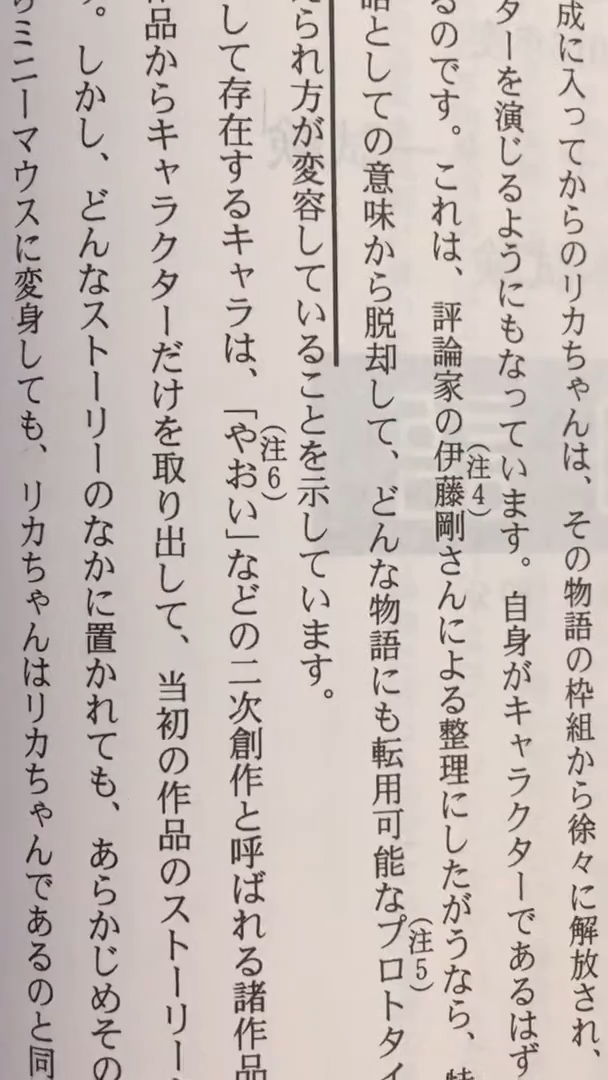 成に入ってからのリカちゃんは、その物語の枠組から徐々に解放され、
ターを演じるようにもなっています。自身がキャラクターであるはず
るのです。これは、評論家の伊藤剛さんによる整理にしたがうなら、特
(注4)
語としての意味から脱却して、どんな物語にも転用可能なプロトタイ
(注5)
られ方が変容していることを示しています。
して存在するキャラは、「やおい」などの二次創作と呼ばれる諸作品
(注6)
品からキャラクターだけを取り出して、当初の作品のストーリー
す。しかし、どんなストーリーのなかに置かれても、あらかじめその
らミニーマウスに変身しても、リカちゃんはリカちゃんであるのと同